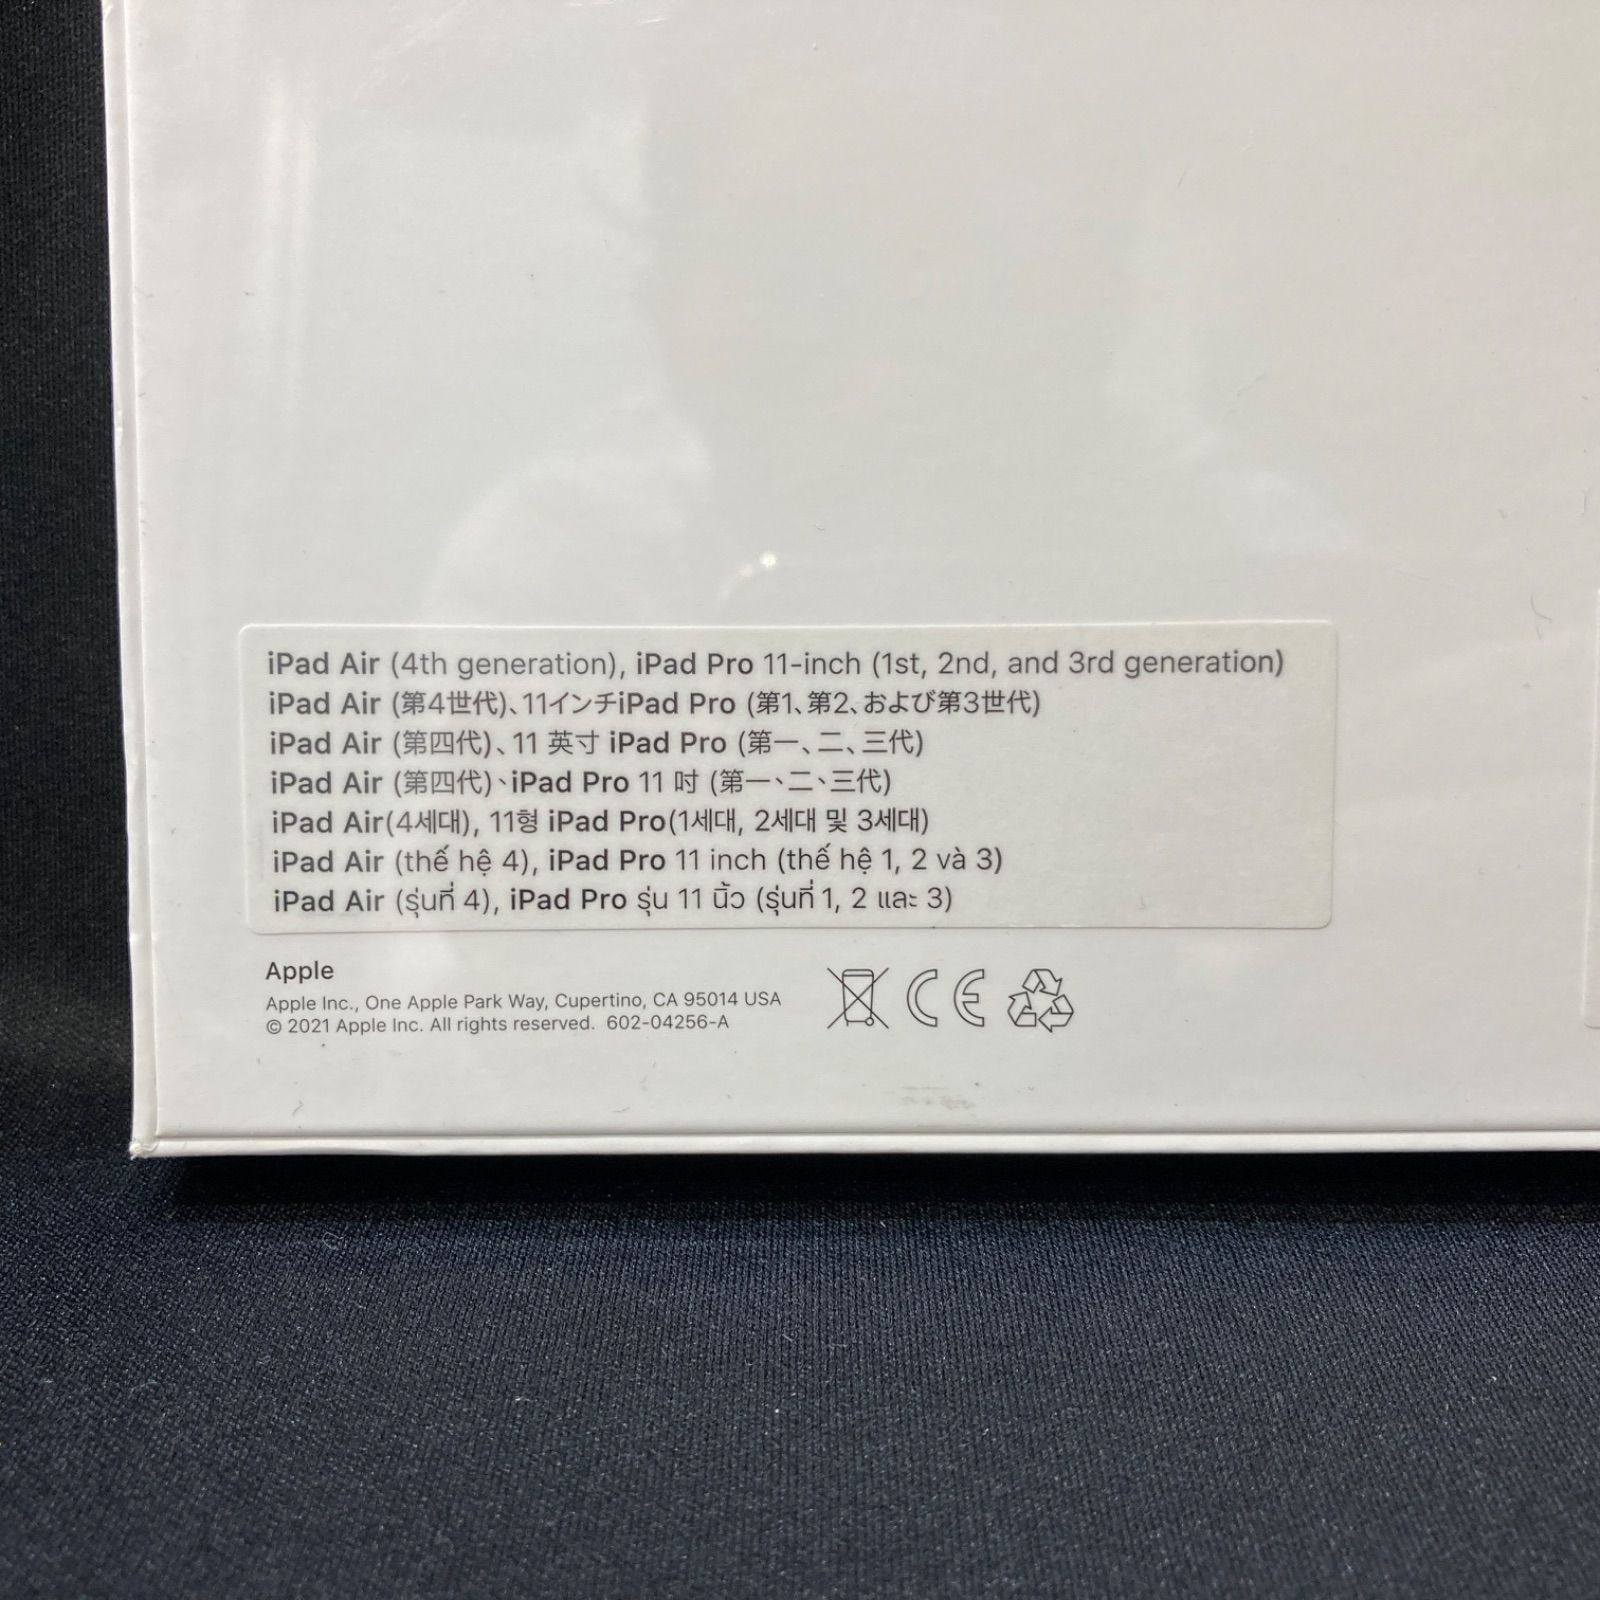 iPad Air (4th generation), iPad Pro 11-inch (1st, 2nd, and 3rd generation)
iPad Air (第4世代)、11インチiPad Pro (第1、第2、および第3世代)
iPad Air (第四代)、11 英寸 iPad Pro (第一、二、三代)
iPad Air (第四代)、iPad Pro 11 吋 (第一、二、三代)
iPad Air(4세대), 11형 iPad Pro(1세대, 2세대 및 3세대)
iPad Air (thế hệ 4), iPad Pro 11 inch (thế hệ 1, 2 và 3)
iPad Air (รุ่นที่ 4), iPad Pro รุ่น 11 นิ้ว (รุ่นที่ 1, 2 และ 3)
Apple
Apple Inc., One Apple Park Way, Cupertino, CA 95014 USA
© 2021 Apple Inc. All rights reserved. 602-04256-A
CE